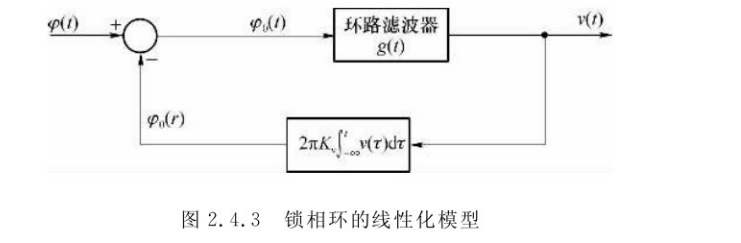 φ(t) + φ₀(t) 环路滤波器 v(t)
g(t)
−
φ₀(r)
2πKᵥ∫_{-∞}^{t} v(τ)dτ
图 2.4.3 锁相环的线性化模型